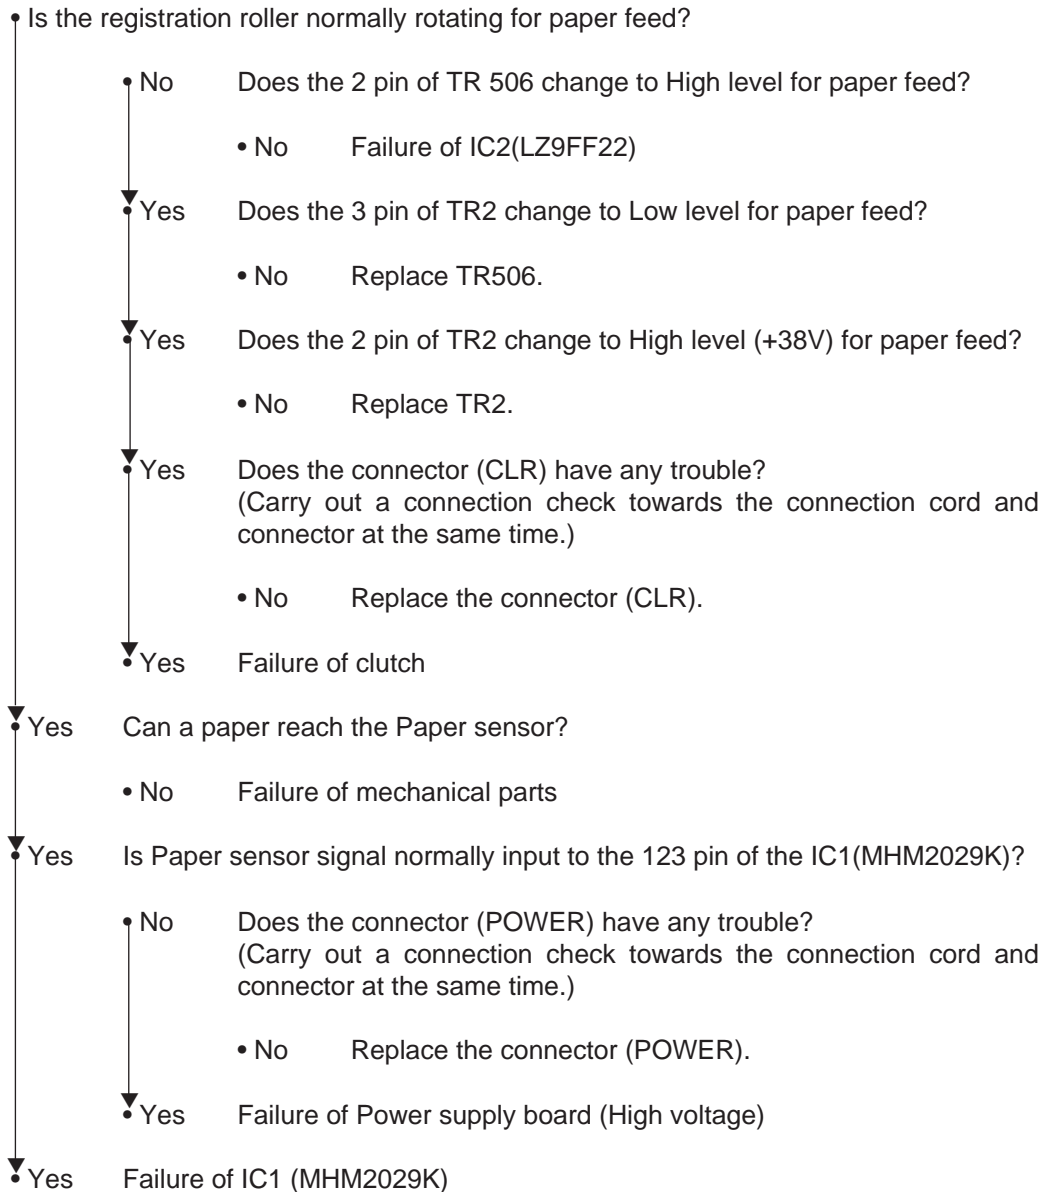 • Is the registration roller normally rotating for paper feed?
• No Does the 2 pin of TR 506 change to High level for paper feed?
• No Failure of IC2(LZ9FF22)
• Yes Does the 3 pin of TR2 change to Low level for paper feed?
• No Replace TR506.
• Yes Does the 2 pin of TR2 change to High level (+38V) for paper feed?
• No Replace TR2.
• Yes Does the connector (CLR) have any trouble?
(Carry out a connection check towards the connection cord and
connector at the same time.)
• No Replace the connector (CLR).
• Yes Failure of clutch
• Yes Can a paper reach the Paper sensor?
• No Failure of mechanical parts
• Yes Is Paper sensor signal normally input to the 123 pin of the IC1(MHM2029K)?
• No Does the connector (POWER) have any trouble?
(Carry out a connection check towards the connection cord and
connector at the same time.)
• No Replace the connector (POWER).
• Yes Failure of Power supply board (High voltage)
• Yes Failure of IC1 (MHM2029K)